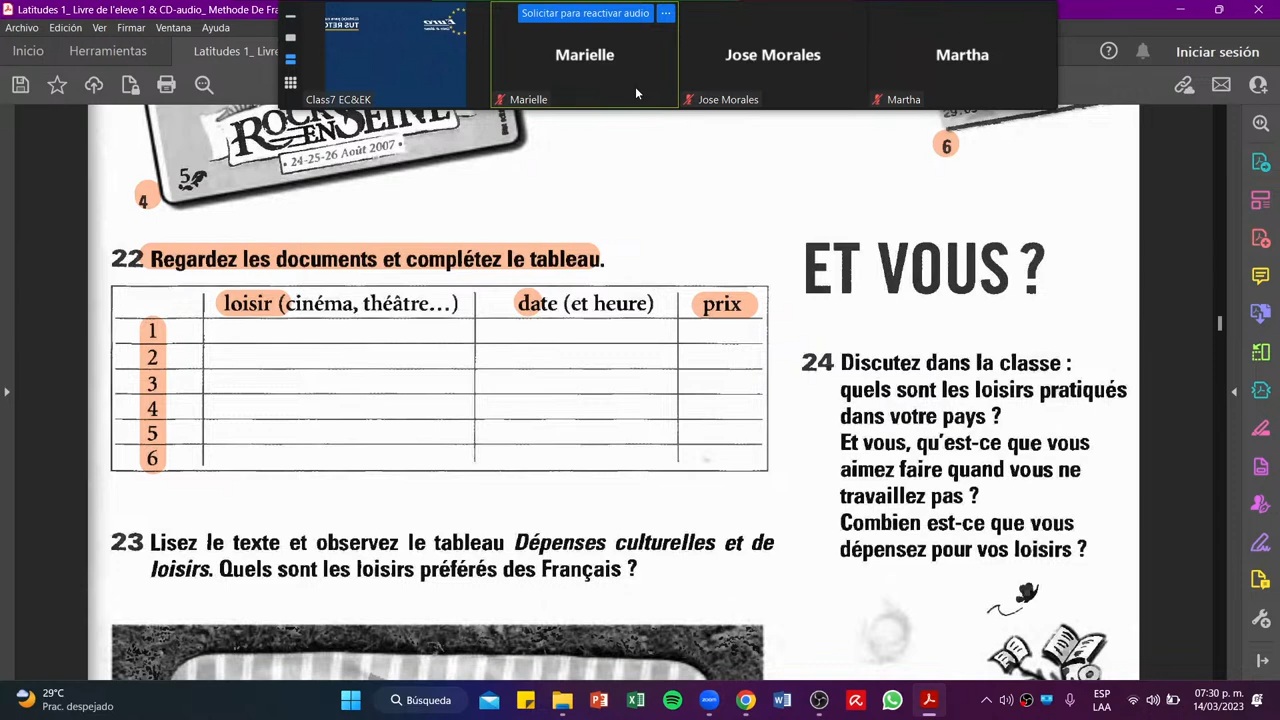 Latitudes 1_ Livre de l'eleve 1 & CD-audio_ Methode De Fra
Archivo Edición Ver Firmar Ventana Ayuda
Solicitar para reactivar audio
Marielle
Jose Morales
Martha
Class7 EC&EK
Marielle
Jose Morales
Martha
Inicio Herramientas Latitudes 1_ Livre
Iniciar sesión
ROCK
EN SEINE
• 24-25-26 Août 2007 •
5
4
6
22 Regardez les documents et complétez le tableau.
loisir (cinéma, théâtre...) date (et heure) prix
1
2
3
4
5
6
23 Lisez le texte et observez le tableau Dépenses culturelles et de
loisirs. Quels sont les loisirs préférés des Français ?
ET VOUS ?
24 Discutez dans la classe :
quels sont les loisirs pratiqués
dans votre pays ?
Et vous, qu'est-ce que vous
aimez faire quand vous ne
travaillez pas ?
Combien est-ce que vous
dépensez pour vos loisirs ?
29°C
Prac. despejado
Búsqueda
ESP
LAA
07:30 p. m.
14/03/2023